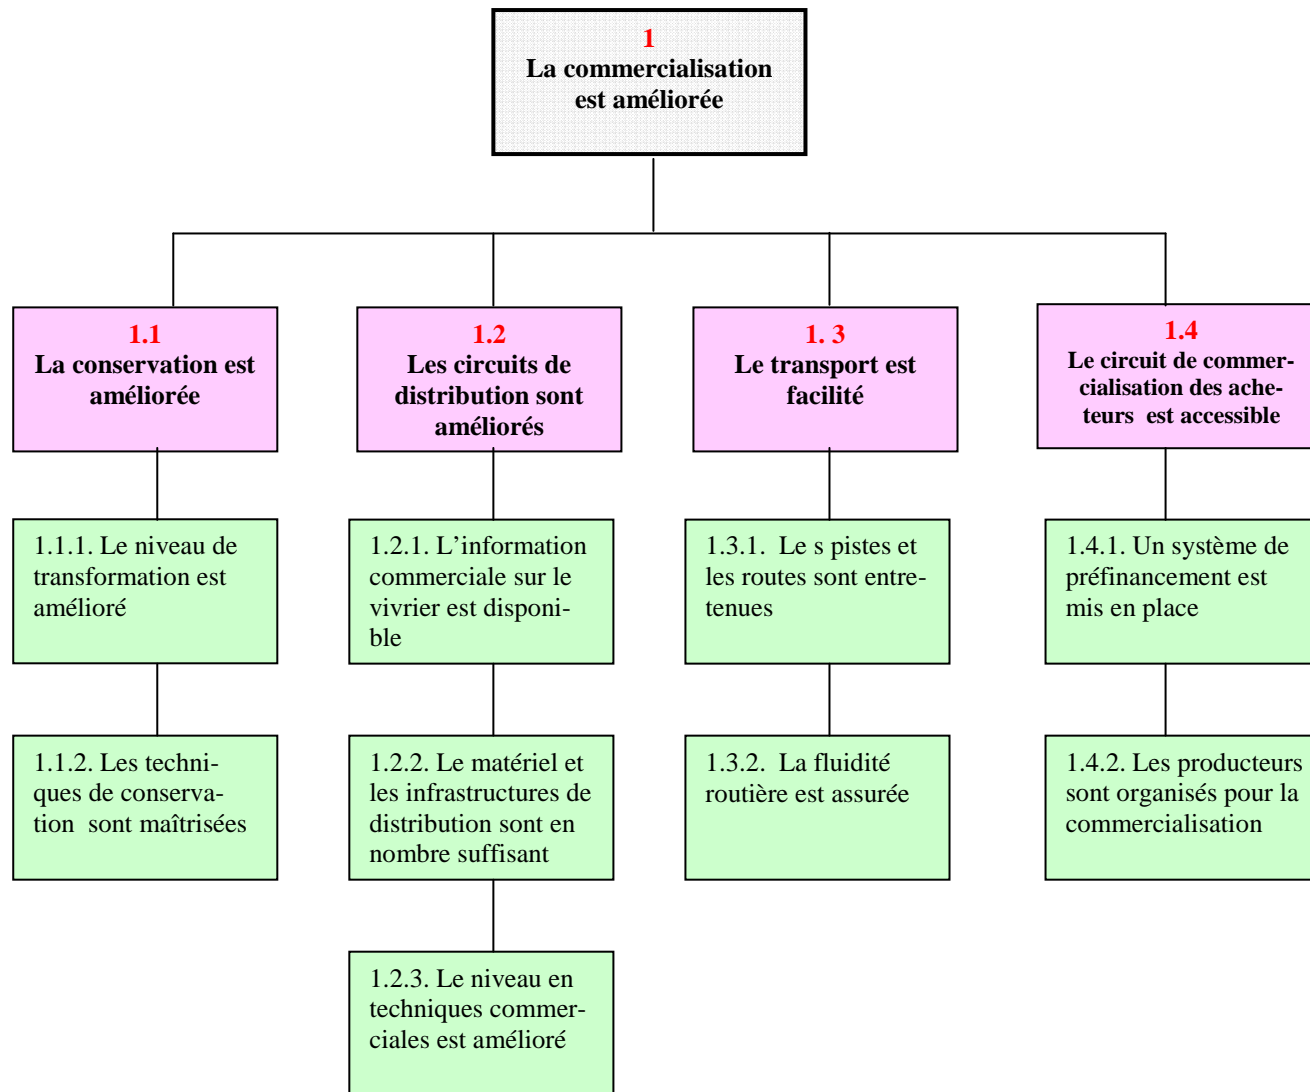 1
La commercialisation
est améliorée
1.1
La conservation est
améliorée
1.2
Les circuits de
distribution sont
améliorés
1. 3
Le transport est
facilité
1.4
Le circuit de commer-
cialisation des ache-
teurs  est accessible
1.1.1. Le niveau de
transformation est
amélioré
1.2.1. L’information
commerciale sur le
vivrier est disponi-
ble
1.3.1.  Le s pistes et
les routes sont entre-
tenues
1.4.1. Un système de
préfinancement est
mis en place
1.1.2. Les techni-
ques de conserva-
tion  sont maîtrisées
1.2.2. Le matériel et
les infrastructures de
distribution sont en
nombre suffisant
1.3.2.  La fluidité
routière est assurée
1.4.2. Les producteurs
sont organisés pour la
commercialisation
1.2.3. Le niveau en
techniques commer-
ciales est amélioré